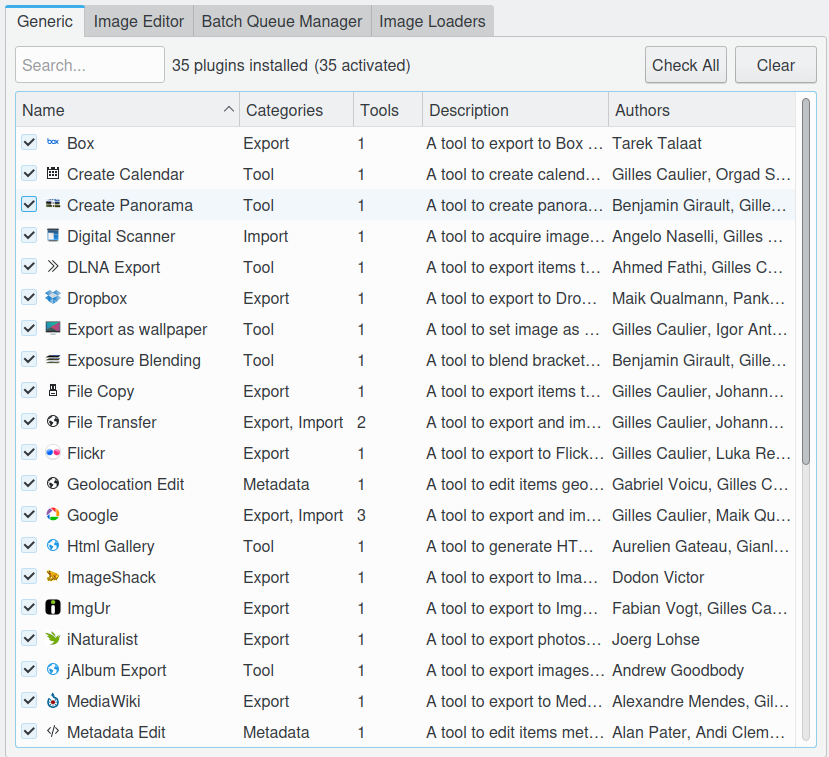 Generic Image Editor Batch Queue Manager Image Loaders
Search... 35 plugins installed (35 activated) Check All Clear
Name Categories Tools Description Authors
box Box Export 1 A tool to export to Box ... Tarek Talaat
Create Calendar Tool 1 A tool to create calend... Gilles Caulier, Orgad S...
Create Panorama Tool 1 A tool to create panora... Benjamin Girault, Gille...
Digital Scanner Import 1 A tool to acquire image... Angelo Naselli, Gilles ...
DLNA Export Tool 1 A tool to export items t... Ahmed Fathi, Gilles C...
Dropbox Export 1 A tool to export to Dro... Maik Qualmann, Pank...
Export as wallpaper Tool 1 A tool to set image as ... Gilles Caulier, Igor Ant...
Exposure Blending Tool 1 A tool to blend bracket... Benjamin Girault, Gille...
File Copy Export 1 A tool to export items t... Gilles Caulier, Johann...
File Transfer Export, Import 2 A tool to export and im... Gilles Caulier, Johann...
Flickr Export 1 A tool to export to Flick... Gilles Caulier, Luka Re...
Geolocation Edit Metadata 1 A tool to edit items geo... Gabriel Voicu, Gilles C...
Google Export, Import 3 A tool to export and im... Gilles Caulier, Maik Qu...
Html Gallery Tool 1 A tool to generate HT... Aurelien Gateau, Gianl...
ImageShack Export 1 A tool to export to Ima... Dodon Victor
ImgUr Export 1 A tool to export to Img... Fabian Vogt, Gilles Ca...
iNaturalist Export 1 A tool to export photos... Joerg Lohse
jAlbum Export Tool 1 A tool to export images... Andrew Goodbody
MediaWiki Export 1 A tool to export to Med... Alexandre Mendes, Gil...
Metadata Edit Metadata 1 A tool to edit items met... Alan Pater, Andi Clem...